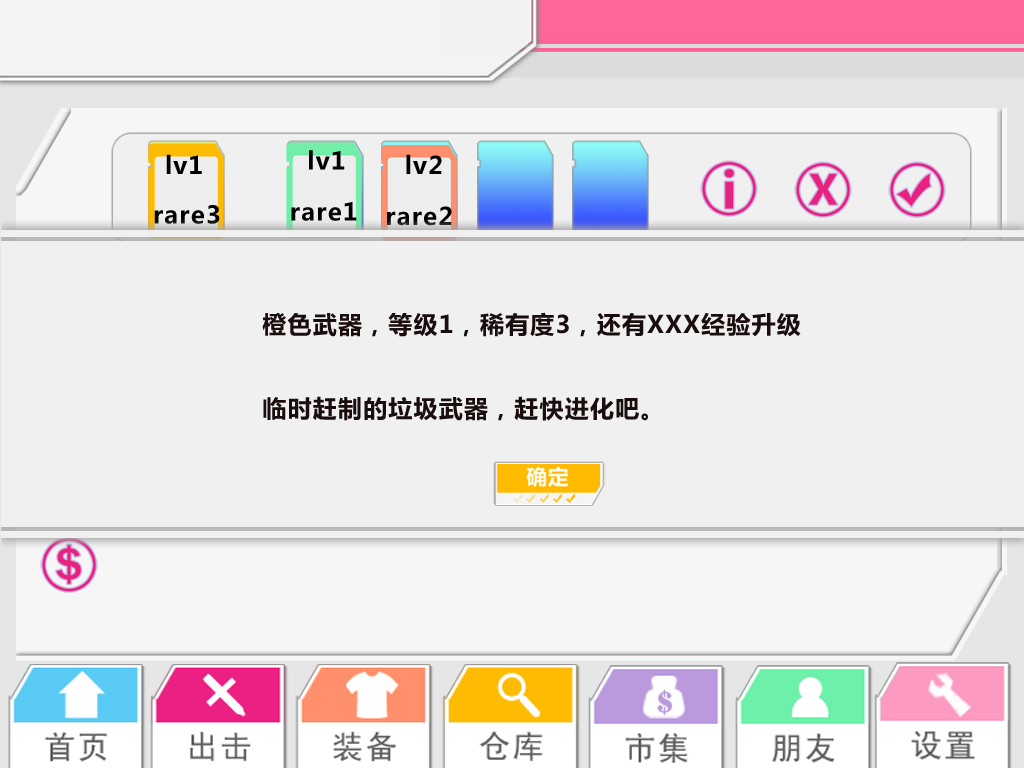 lv1
rare3
lv1
rare1
lv2
rare2
橙色武器，等级1，稀有度3，还有XXX经验升级
临时赶制的垃圾武器，赶快进化吧。
确定
首页
出击
装备
仓库
市集
朋友
设置